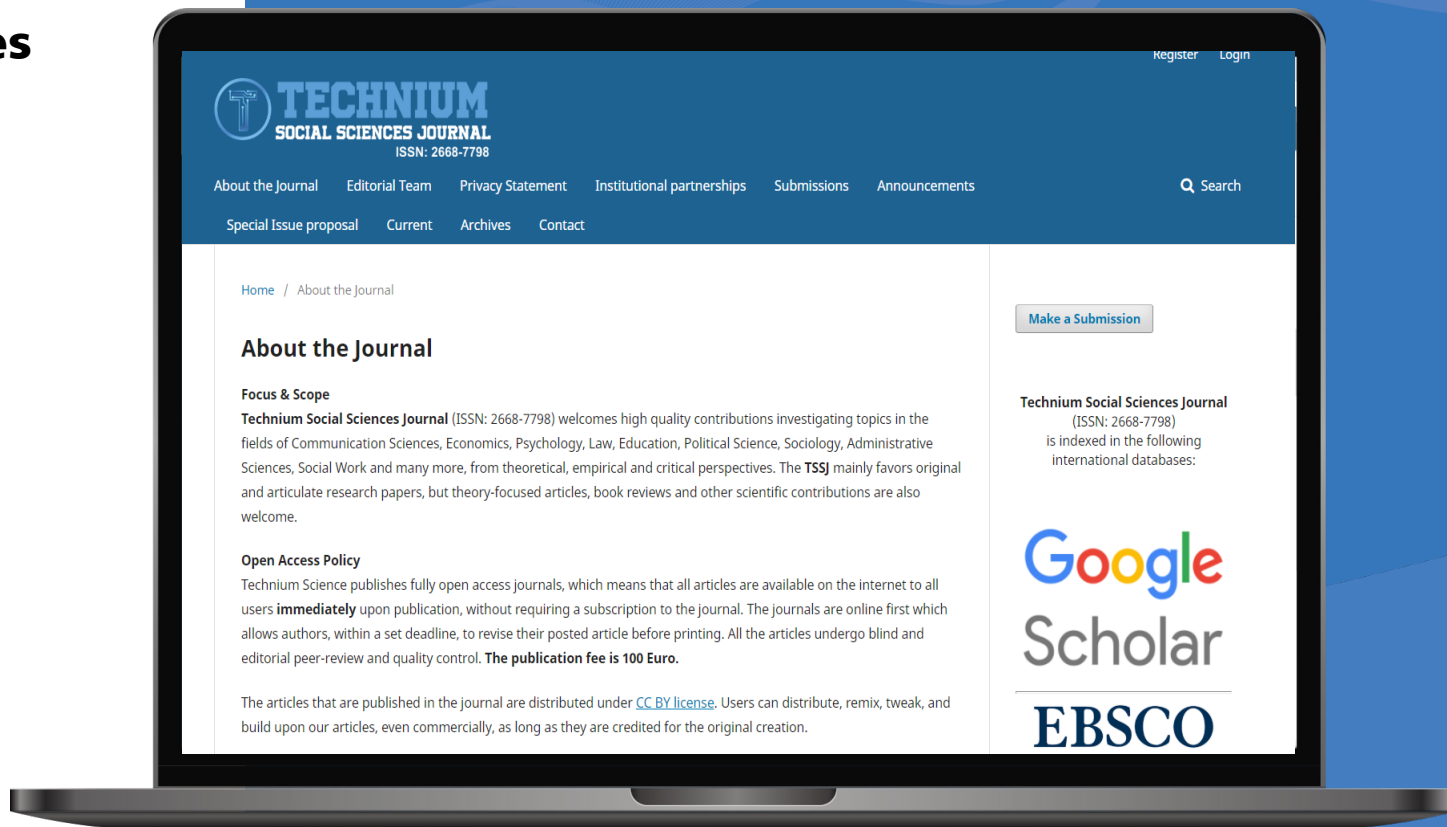 es
Register Login
T TECHNIUM
SOCIAL SCIENCES JOURNAL
ISSN: 2668-7798
About the Journal Editorial Team Privacy Statement Institutional partnerships Submissions Announcements Search
Special Issue proposal Current Archives Contact
Home / About the Journal
About the Journal
Focus & Scope
Technium Social Sciences Journal (ISSN: 2668-7798) welcomes high quality contributions investigating topics in the
fields of Communication Sciences, Economics, Psychology, Law, Education, Political Science, Sociology, Administrative
Sciences, Social Work and many more, from theoretical, empirical and critical perspectives. The TSSJ mainly favors original
and articulate research papers, but theory-focused articles, book reviews and other scientific contributions are also
welcome.
Open Access Policy
Technium Science publishes fully open access journals, which means that all articles are available on the internet to all
users immediately upon publication, without requiring a subscription to the journal. The journals are online first which
allows authors, within a set deadline, to revise their posted article before printing. All the articles undergo blind and
editorial peer-review and quality control. The publication fee is 100 Euro.
The articles that are published in the journal are distributed under CC BY license. Users can distribute, remix, tweak, and
build upon our articles, even commercially, as long as they are credited for the original creation.
Make a Submission
Technium Social Sciences Journal
(ISSN: 2668-7798)
is indexed in the following
international databases:
Google
Scholar
EBSCO